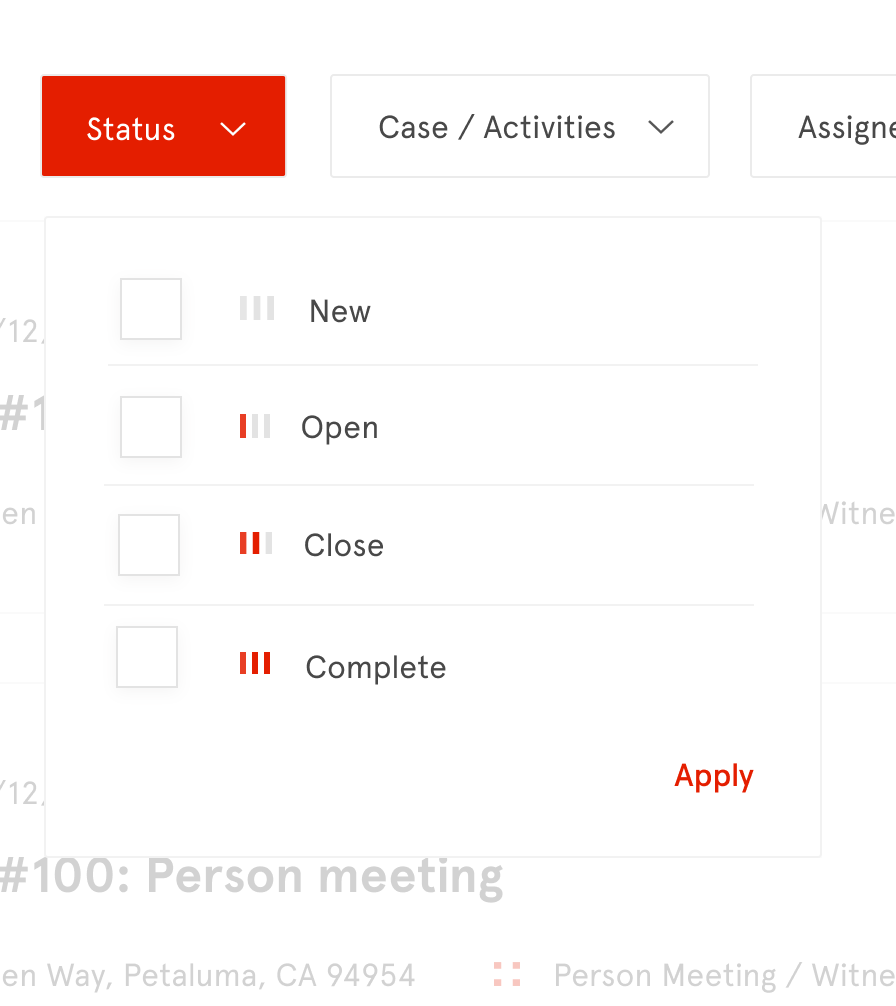 Status Case / Activities Assigne
New
/12,
#1
Open
en Witne
Close
Complete
Apply
/12,
#100: Person meeting
en Way, Petaluma, CA 94954 Person Meeting / Witne